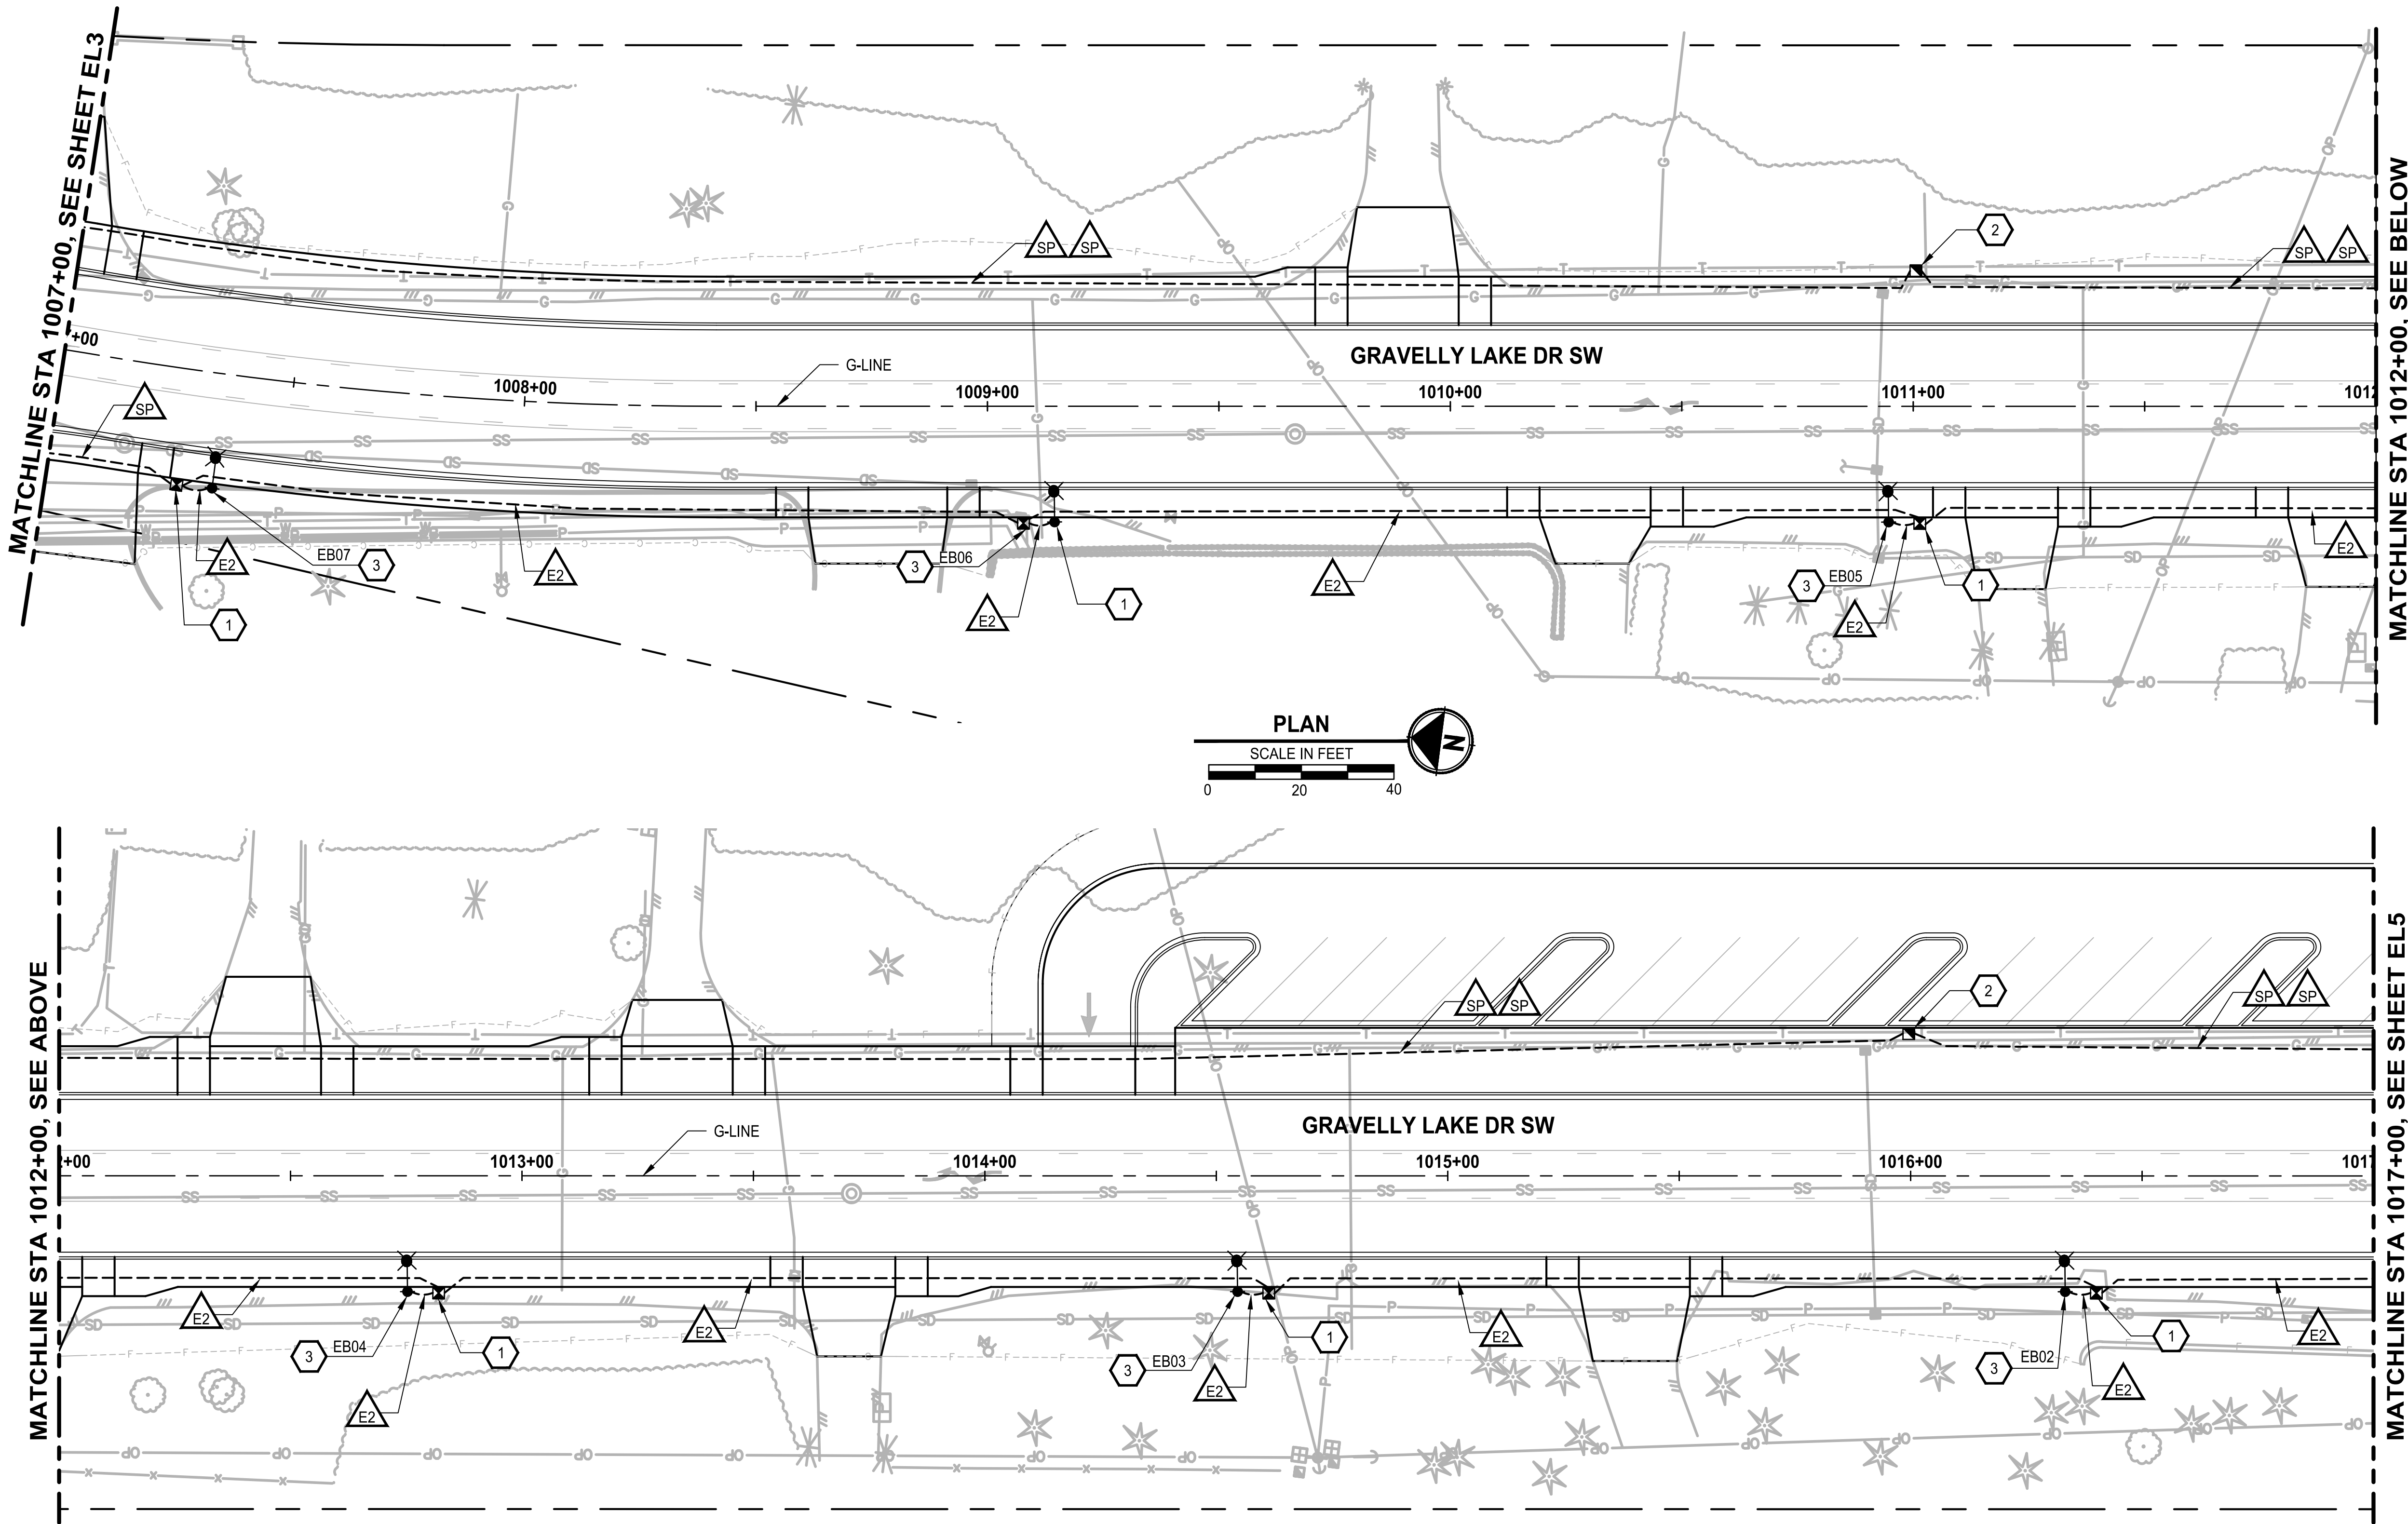 MATCHLINE STA 1007+00, SEE SHEET EL3
SP SP
2
SP SP
+00
GRAVELLY LAKE DR SW
G-LINE
1008+00
1009+00
1010+00
1011+00
1012
SP
E2
EB07
3
E2
1
3
EB06
E2
1
E2
3
EB05
E2
1
E2
MATCHLINE STA 1012+00, SEE BELOW
PLAN
SCALE IN FEET
0 20 40
N
MATCHLINE STA 1012+00, SEE ABOVE
SP SP
2
SP SP
GRAVELLY LAKE DR SW
G-LINE
+00
1013+00
1014+00
1015+00
1016+00
1017
E2
3
EB04
E2
1
E2
3
EB03
E2
1
E2
3
EB02
E2
1
E2
MATCHLINE STA 1017+00, SEE SHEET EL5